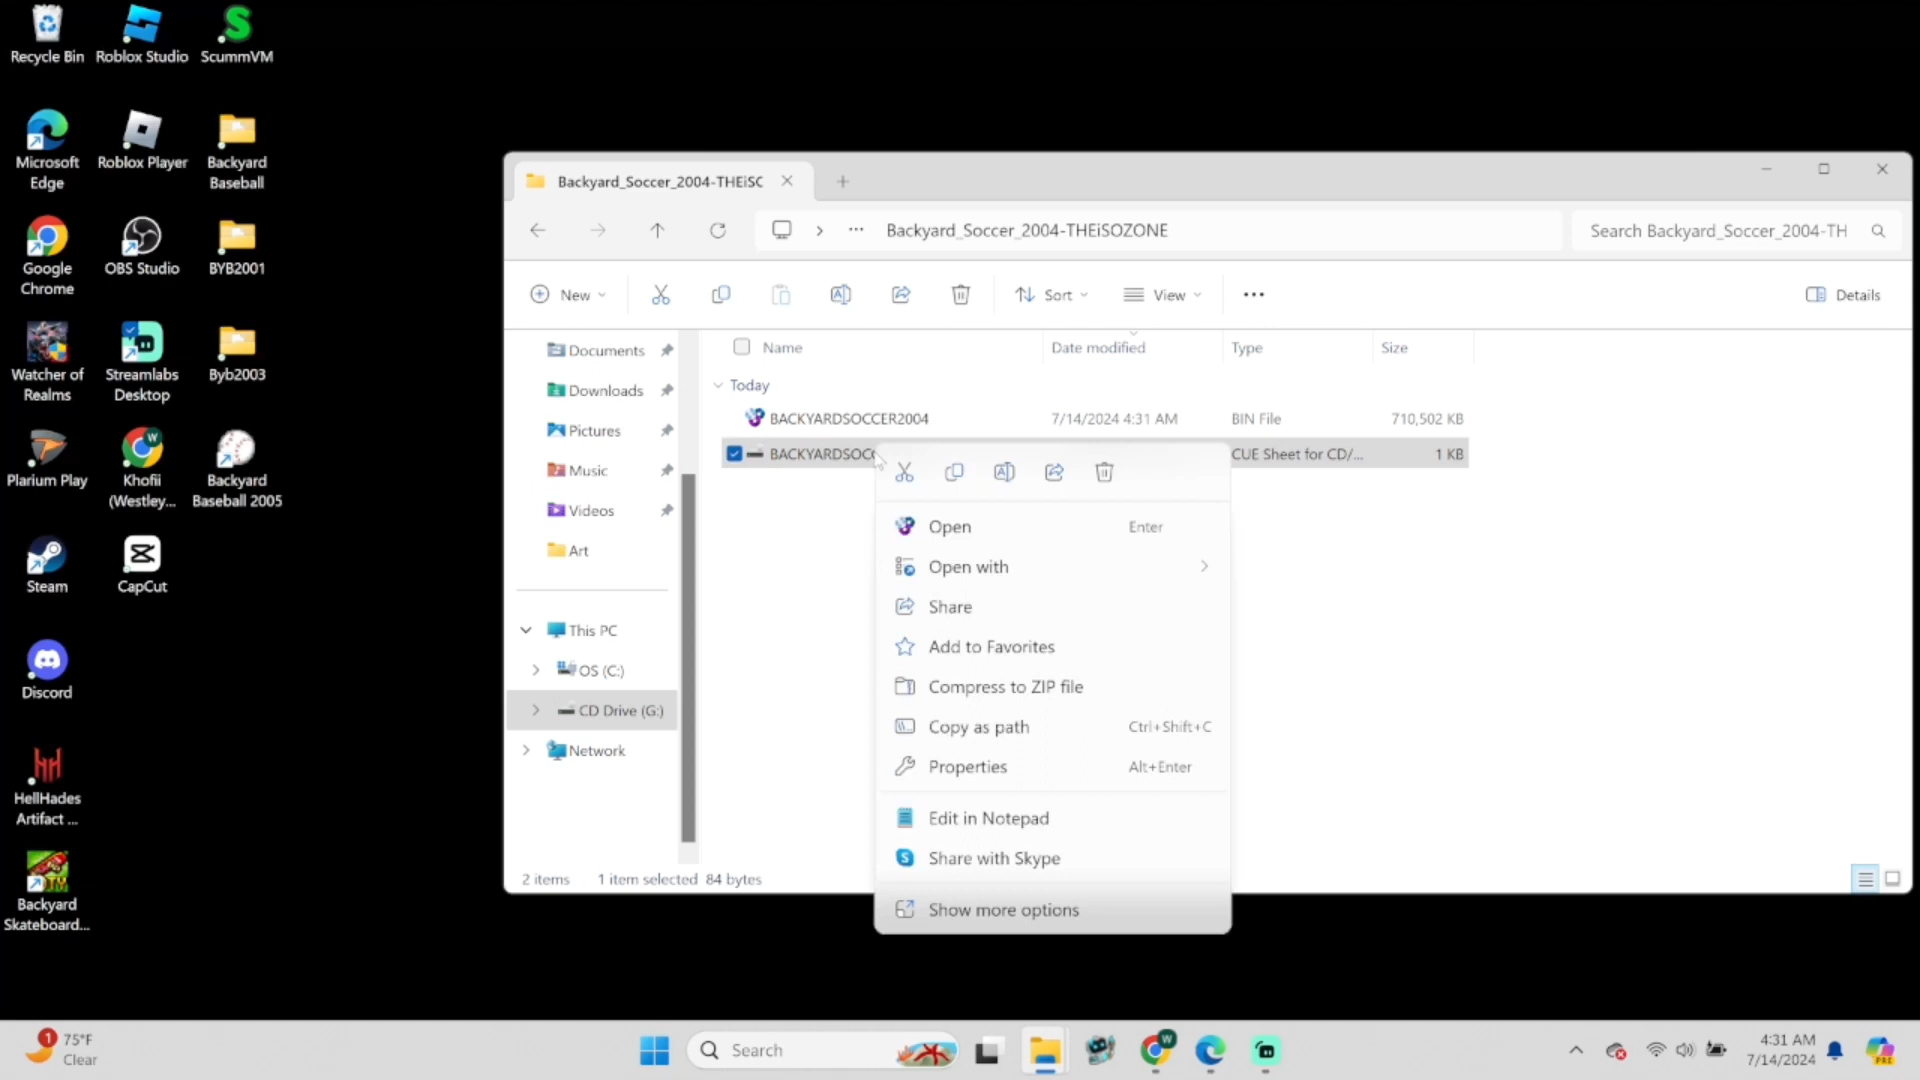 Recycle Bin
Roblox Studio
ScummVM
Microsoft
Edge
Roblox Player
Backyard
Baseball
Google
Chrome
OBS Studio
BYB2001
Watcher of
Realms
Streamlabs
Desktop
Byb2003
Plarium Play
Khofii
(Westley...
Backyard
Baseball 2005
Steam
CapCut
Discord
HellHades
Artifact ...
Backyard
Skateboard...
Backyard_Soccer_2004-THEiSC
Backyard_Soccer_2004-THEiSOZONE
Search Backyard_Soccer_2004-TH
New
Sort
View
Details
Documents
Downloads
Pictures
Music
Videos
Art
This PC
OS (C:)
CD Drive (G:)
Network
Name Date modified Type Size
Today
BACKYARDSOCCER2004 7/14/2024 4:31 AM BIN File 710,502 KB
BACKYARDSOCC CUE Sheet for CD/... 1 KB
Open Enter
Open with
Share
Add to Favorites
Compress to ZIP file
Copy as path Ctrl+Shift+C
Properties Alt+Enter
Edit in Notepad
Share with Skype
Show more options
2 items 1 item selected 84 bytes
1
75°F
Clear
Search
W
4:31 AM
7/14/2024
PRE